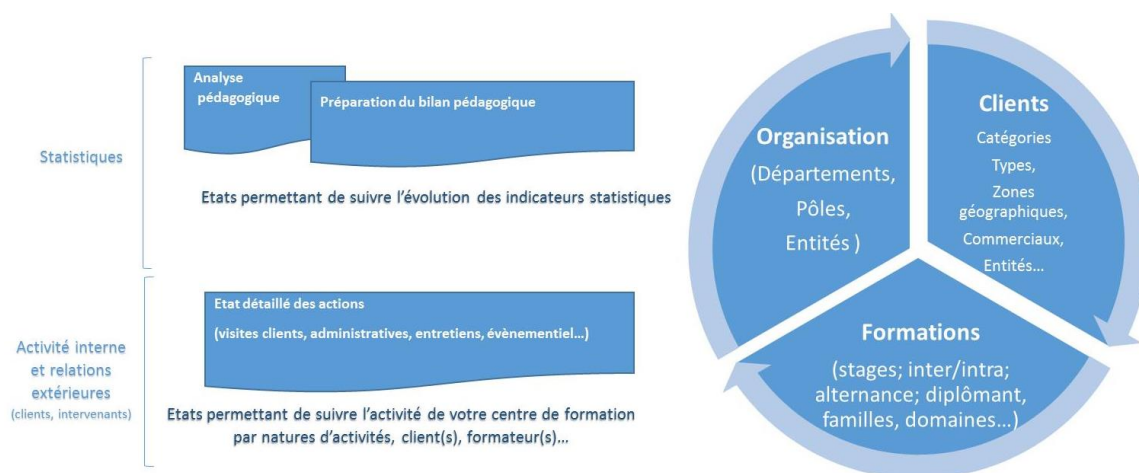 Statistiques
Analyse
pédagogique
Préparation du bilan pédagogique
Etats permettant de suivre l'évolution des indicateurs statistiques
Activité interne
et relations
extérieures
(clients, intervenants)
Etat détaillé des actions
(visites clients, administratives, entretiens, évènementiel...)
Etats permettant de suivre l'activité de votre centre de formation
par natures d'activités, client(s), formateur(s)...
Organisation
(Départements,
Pôles,
Entités )
Clients
Catégories
Types,
Zones
géographiques,
Commerciaux,
Entités...
Formations
(stages; inter/intra;
alternance; diplômant,
familles, domaines...)